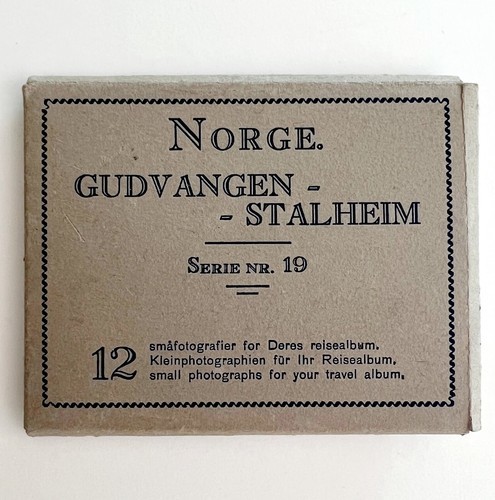 NORGE.
GUDVANGEN -
- STALHEIM
SERIE NR. 19
12
småfotografier for Deres reisealbum.
Kleinphotographien für Ihr Reisealbum.
small photographs for your travel album.